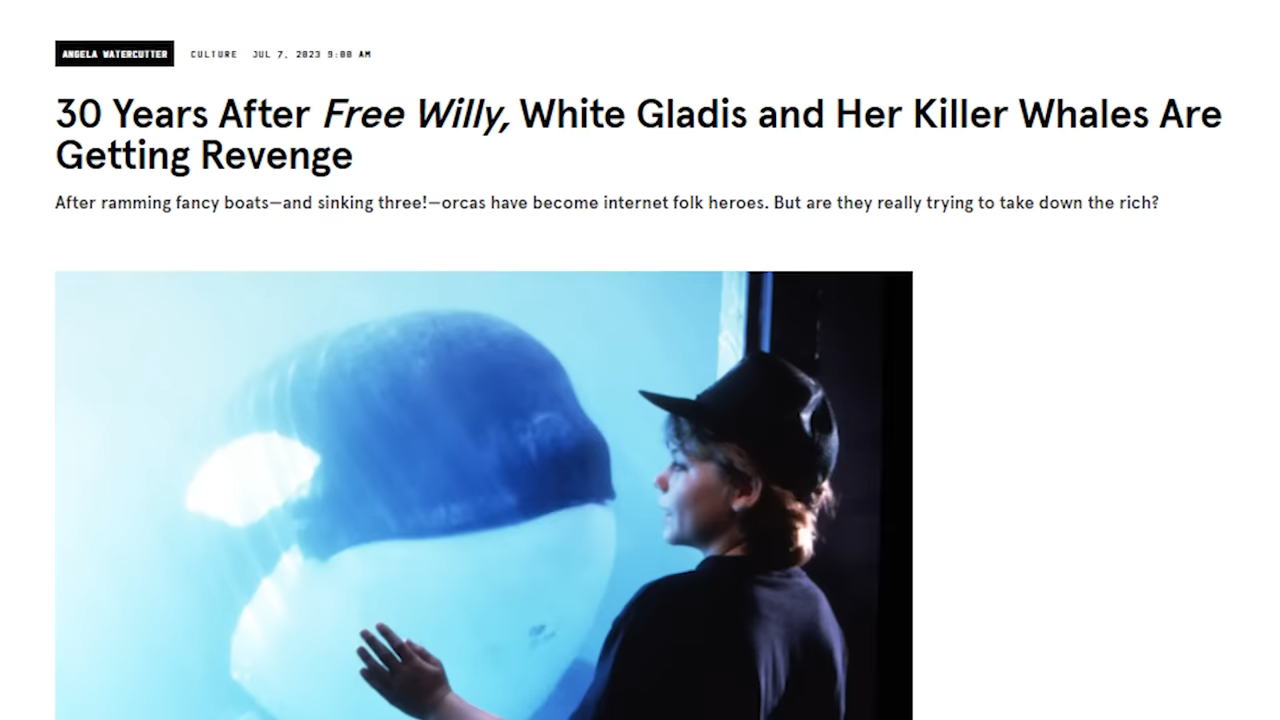 ANGELA WATERCUTTER CULTURE JUL 7, 2023 9:00 AM
30 Years After Free Willy, White Gladis and Her Killer Whales Are
Getting Revenge
After ramming fancy boats—and sinking three!—orcas have become internet folk heroes. But are they really trying to take down the rich?